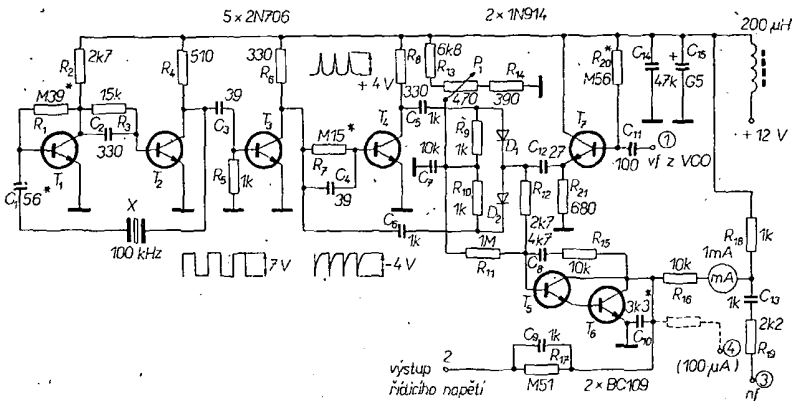 5 × 2N706
2 × 1N914
200 µH
R2
2k7
R4
510
330
R6
+4V
R8
330
6k8
R13
P1
470
R14
390
R20*
M56
C14
47k
C15
+
G5
+12 V
M39*
R1
15k
C2
R3
330
39
C3
C5
1k
R9
1k
D1
C12
27
T7
C11
100
1
vf z VCO
T1
T2
R5
1k
T3
M15*
R7
C4
39
T4
10k
C7
R10
1k
D2
R12
2k7
R21
680
C1
56*
X
100 kHz
7V
-4V
C6
1k
1M
R11
4k7
C8
R15
10k
T5
T6
3k3*
C10
10k
R16
1mA
mA
R18
1k
1k
C13
2k2
R19
4
(100 µA)
3
nf
výstup
řídicího napětí
2
C9
1k
R17
M51
2×BC109